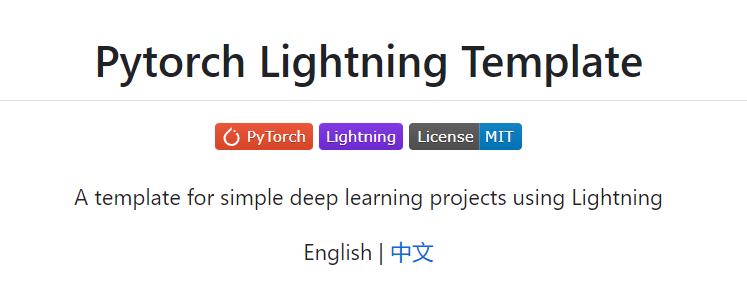 Pytorch Lightning Template
PyTorch Lightning License MIT
A template for simple deep learning projects using Lightning
English | 中文